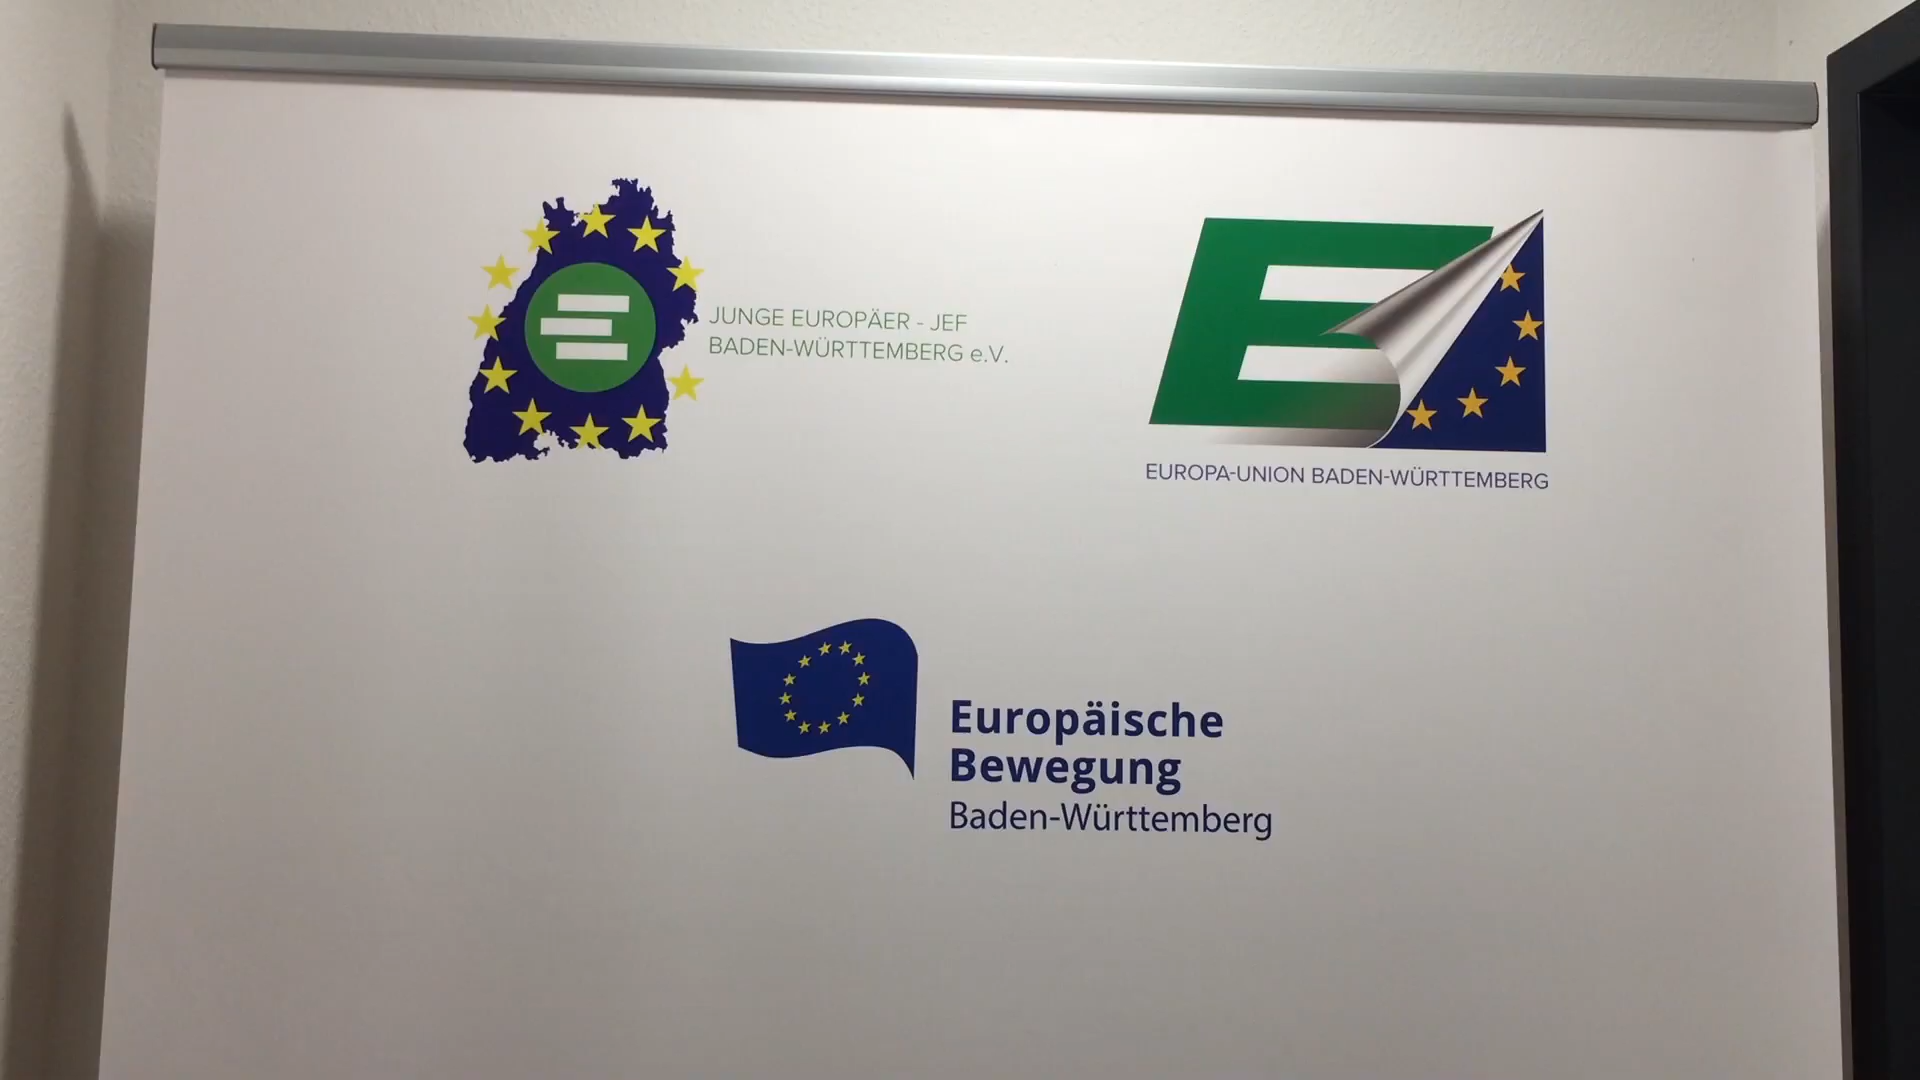 JUNGE EUROPÄER - JEF
BADEN-WÜRTTEMBERG e.V.
EUROPA-UNION BADEN-WÜRTTEMBERG
Europäische
Bewegung
Baden-Württemberg